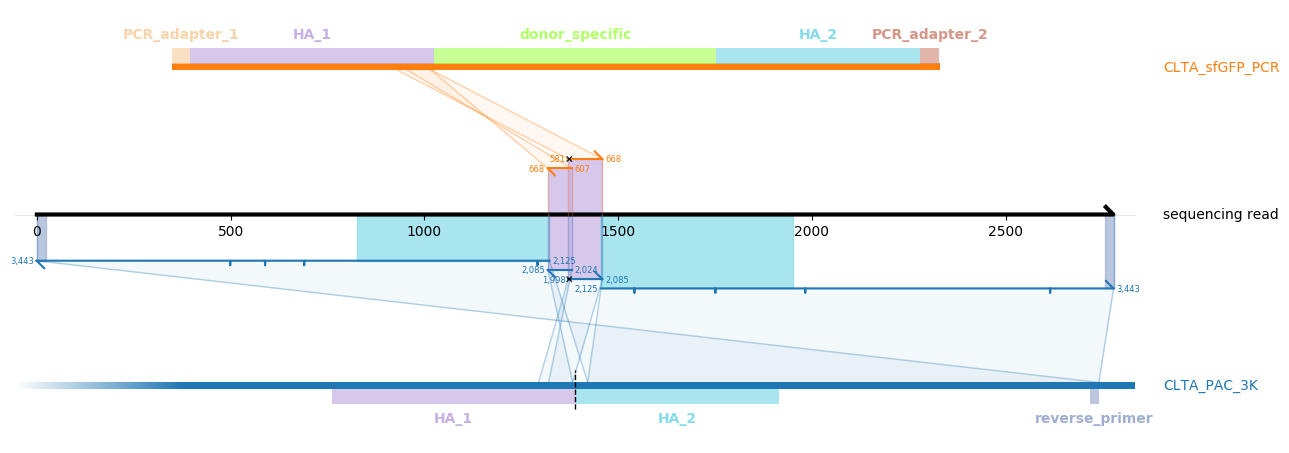 PCR_adapter_1 HA_1 donor_specific HA_2 PCR_adapter_2
CLTA_sfGFP_PCR
581 668
668 607
sequencing read
0 500 1000 1500 2000 2500
3,443 2,125
2,085 2,024
1,998 2,085
2,125 3,443
CLTA_PAC_3K
HA_1 HA_2 reverse_primer